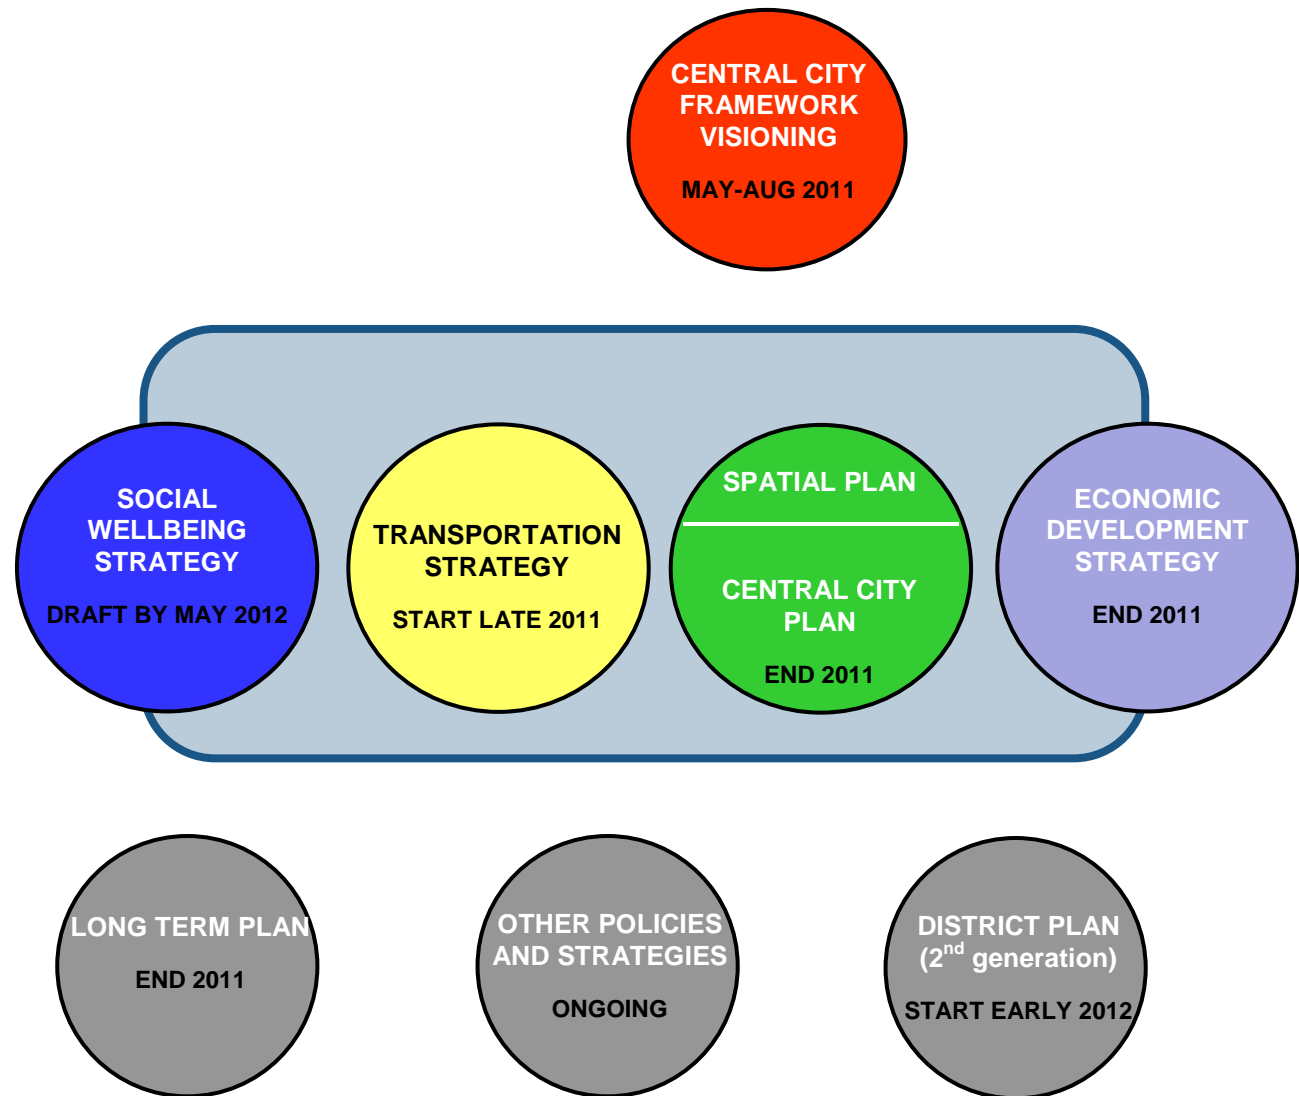 CENTRAL CITY
FRAMEWORK
VISIONING
MAY-AUG 2011
SOCIAL
WELLBEING
STRATEGY
DRAFT BY MAY 2012
TRANSPORTATION
STRATEGY
START LATE 2011
SPATIAL PLAN
CENTRAL CITY
PLAN
END 2011
ECONOMIC
DEVELOPMENT
STRATEGY
END 2011
LONG TERM PLAN
END 2011
OTHER POLICIES
AND STRATEGIES
ONGOING
DISTRICT PLAN
(2nd generation)
START EARLY 2012